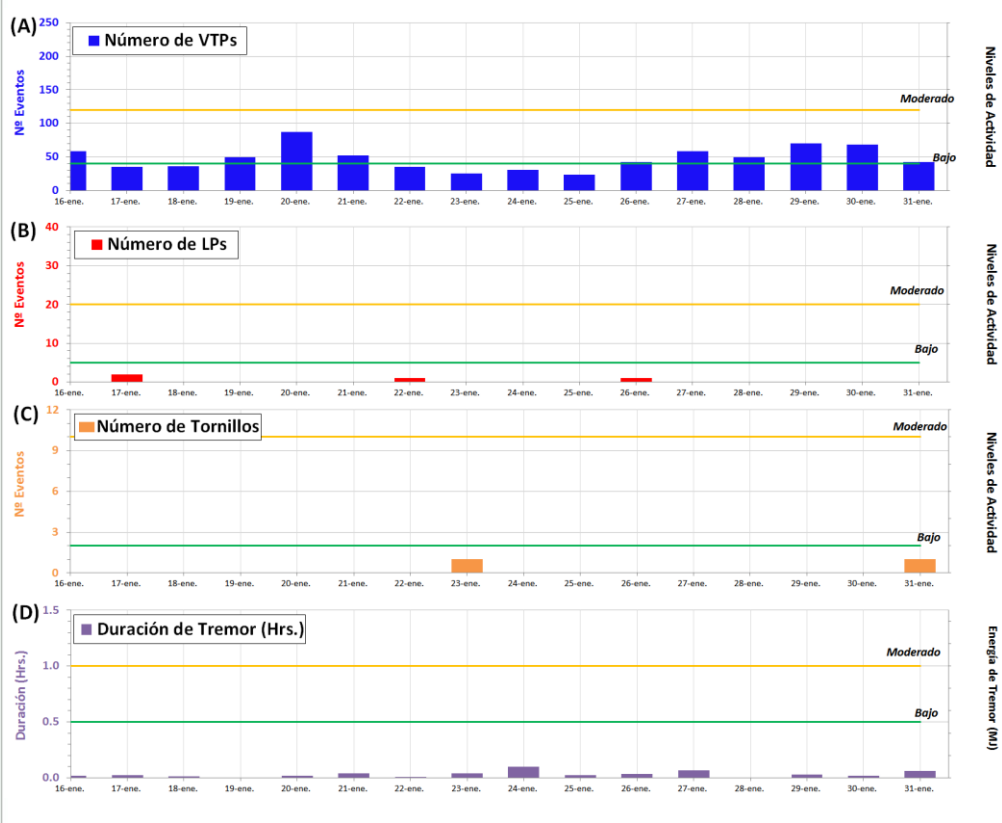 (A)
Número de VTPs
250
200
150
100
50
0
Nº Eventos
Moderado
Bajo
Niveles de Actividad
16-ene. 17-ene. 18-ene. 19-ene. 20-ene. 21-ene. 22-ene. 23-ene. 24-ene. 25-ene. 26-ene. 27-ene. 28-ene. 29-ene. 30-ene. 31-ene.
(B)
Número de LPs
40
30
20
10
0
Nº Eventos
Moderado
Bajo
Niveles de Actividad
16-ene. 17-ene. 18-ene. 19-ene. 20-ene. 21-ene. 22-ene. 23-ene. 24-ene. 25-ene. 26-ene. 27-ene. 28-ene. 29-ene. 30-ene. 31-ene.
(C)
Número de Tornillos
12
9
6
3
0
Nº Eventos
Moderado
Bajo
Niveles de Actividad
16-ene. 17-ene. 18-ene. 19-ene. 20-ene. 21-ene. 22-ene. 23-ene. 24-ene. 25-ene. 26-ene. 27-ene. 28-ene. 29-ene. 30-ene. 31-ene.
(D)
Duración de Tremor (Hrs.)
1.5
1.0
0.5
0.0
Duración (Hrs.)
Moderado
Bajo
Energía de Tremor (MJ)
16-ene. 17-ene. 18-ene. 19-ene. 20-ene. 21-ene. 22-ene. 23-ene. 24-ene. 25-ene. 26-ene. 27-ene. 28-ene. 29-ene. 30-ene. 31-ene.